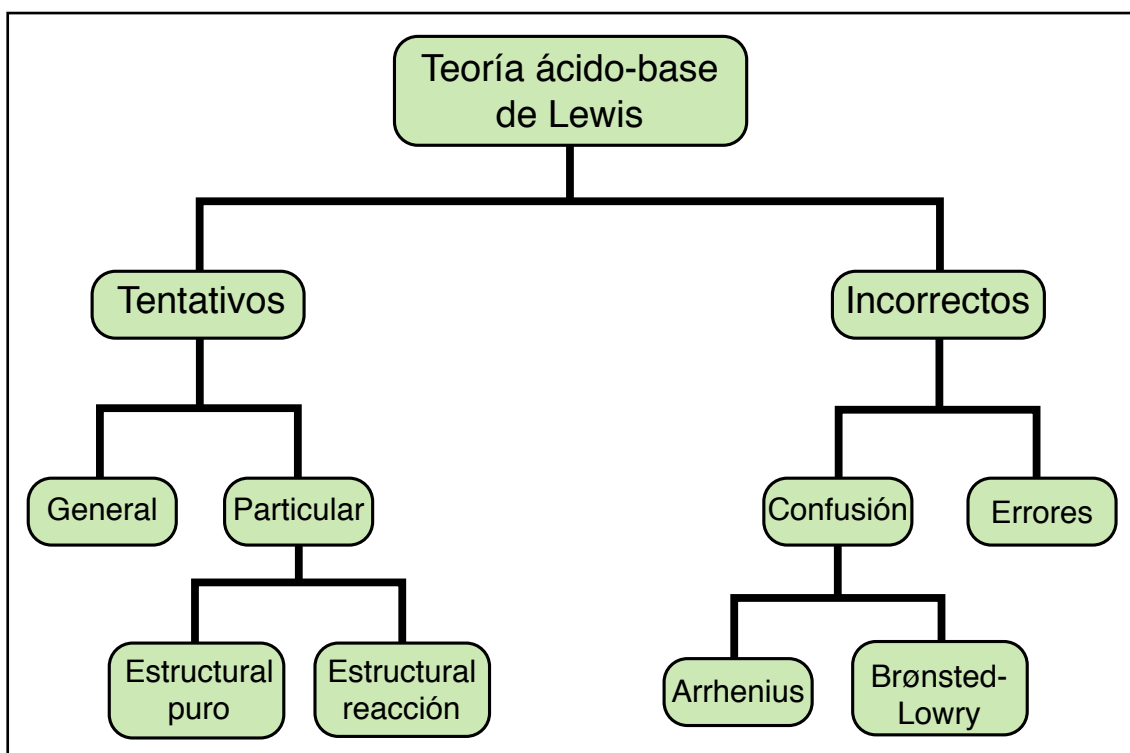 Teoría ácido-base
de Lewis
Tentativos
Incorrectos
General
Particular
Confusión
Errores
Estructural
puro
Estructural
reacción
Arrhenius
Brønsted-
Lowry